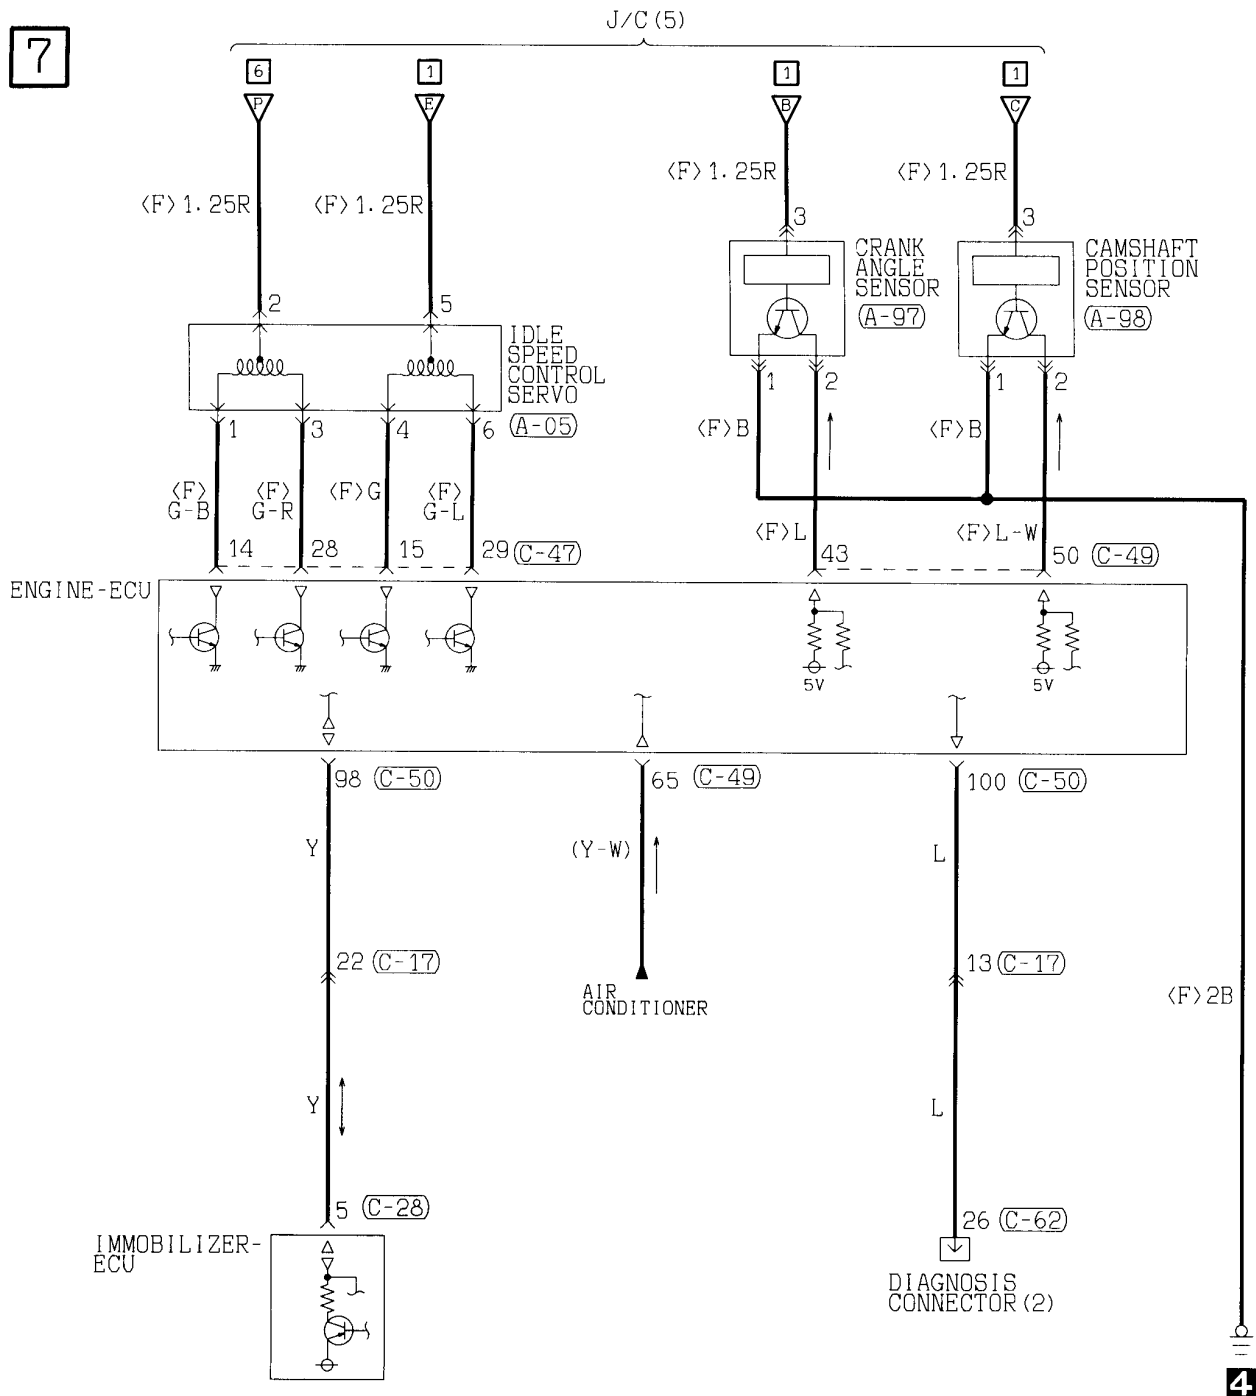 J/C(5)
7
6
1
1
1
P
E
B
C
〈F〉1.25R
〈F〉1.25R
〈F〉1.25R
〈F〉1.25R
3
3
CRANK
ANGLE
SENSOR
(A-97)
CAMSHAFT
POSITION
SENSOR
(A-98)
2
5
IDLE
SPEED
CONTROL
SERVO
(A-05)
1
3
4
6
1
2
1
2
〈F〉B
〈F〉B
〈F〉
G-B
〈F〉
G-R
〈F〉G
〈F〉
G-L
〈F〉L
〈F〉L-W
14
28
15
29
(C-47)
43
50
(C-49)
ENGINE-ECU
5V
5V
98
(C-50)
65
(C-49)
100
(C-50)
Y
(Y-W)
L
22
(C-17)
13
(C-17)
AIR
CONDITIONER
〈F〉2B
Y
L
5
(C-28)
26
(C-62)
IMMOBILIZER-
ECU
DIAGNOSIS
CONNECTOR(2)
4